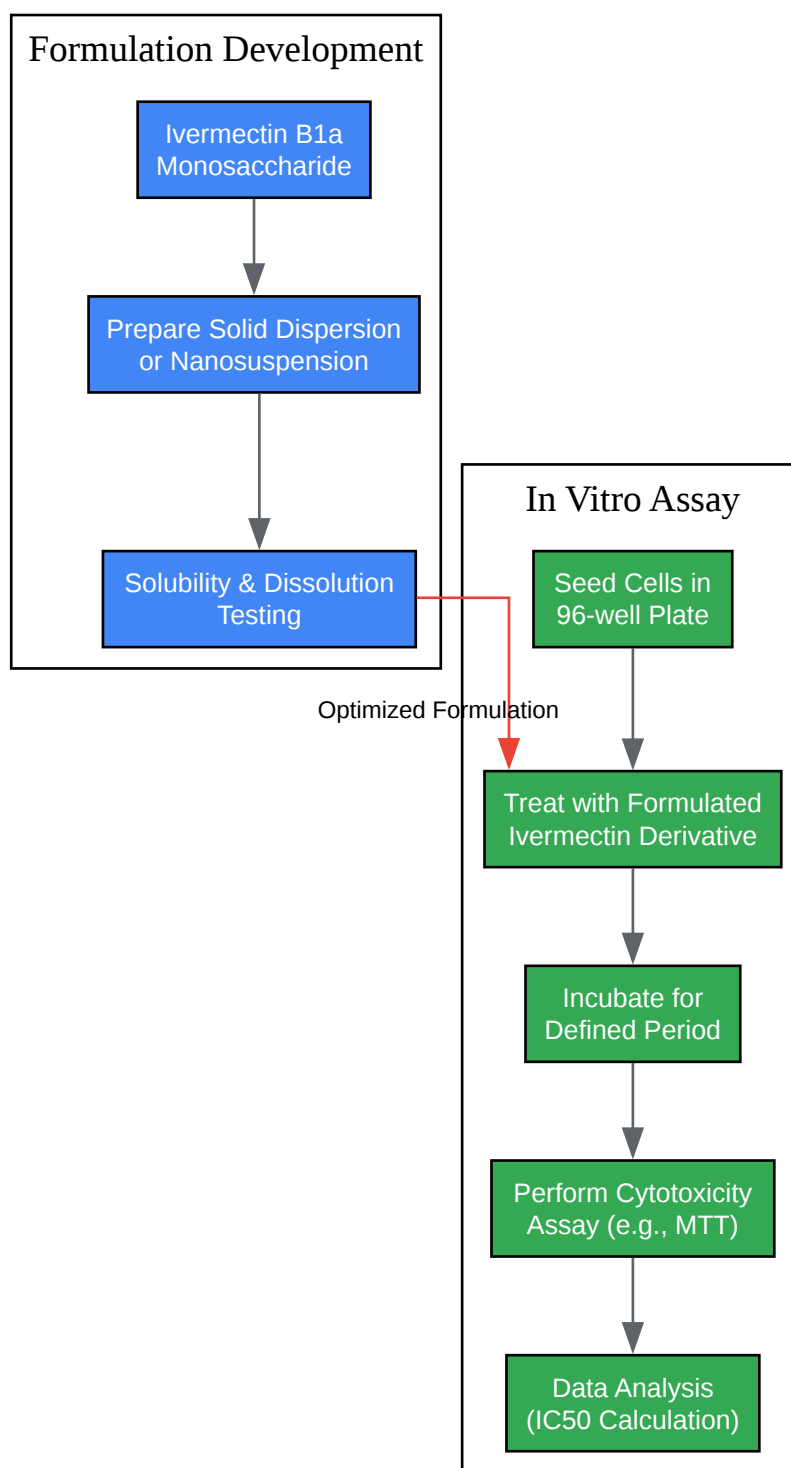 Formulation Development
Ivermectin B1a
Monosaccharide
Prepare Solid Dispersion
or Nanosuspension
Solubility & Dissolution
Testing
Optimized Formulation
In Vitro Assay
Seed Cells in
96-well Plate
Treat with Formulated
Ivermectin Derivative
Incubate for
Defined Period
Perform Cytotoxicity
Assay (e.g., MTT)
Data Analysis
(IC50 Calculation)